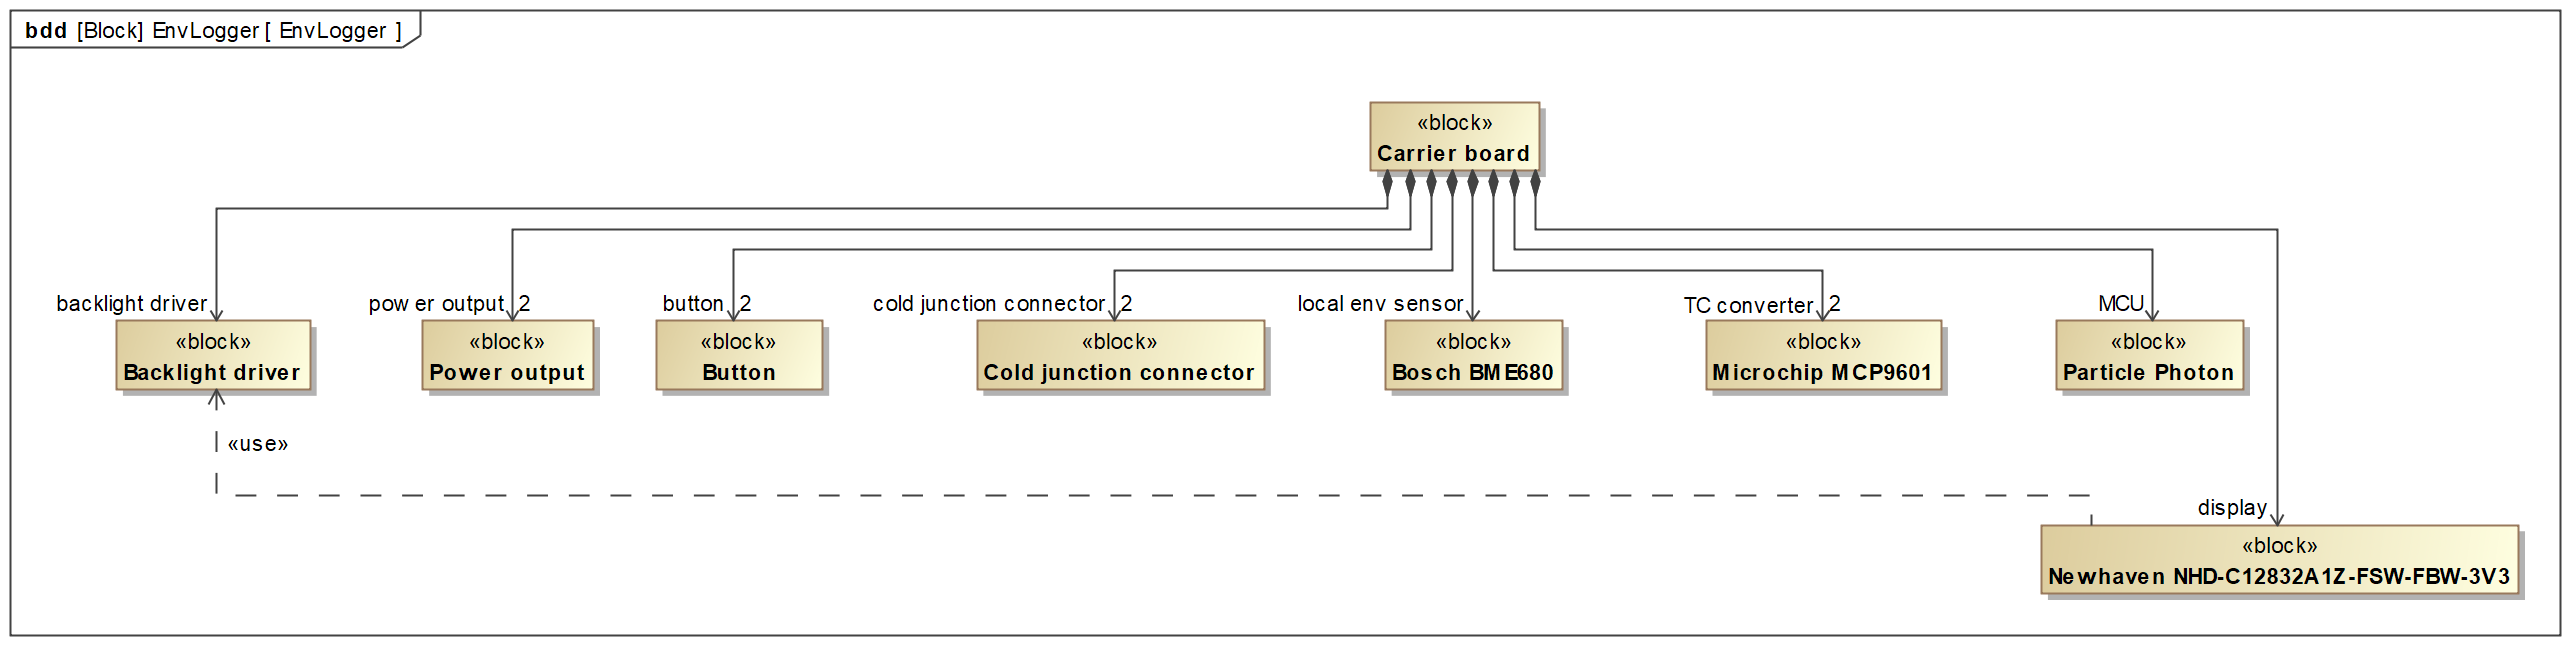 bdd [Block] EnvLogger [ EnvLogger ]
«block»
Carrier board
backlight driver
power output 2
button 2
cold junction connector 2
local env sensor
TC converter 2
MCU
«block»
Backlight driver
«block»
Power output
«block»
Button
«block»
Cold junction connector
«block»
Bosch BME680
«block»
Microchip MCP9601
«block»
Particle Photon
«use»
display
«block»
Newhaven NHD-C12832A1Z-FSW-FBW-3V3